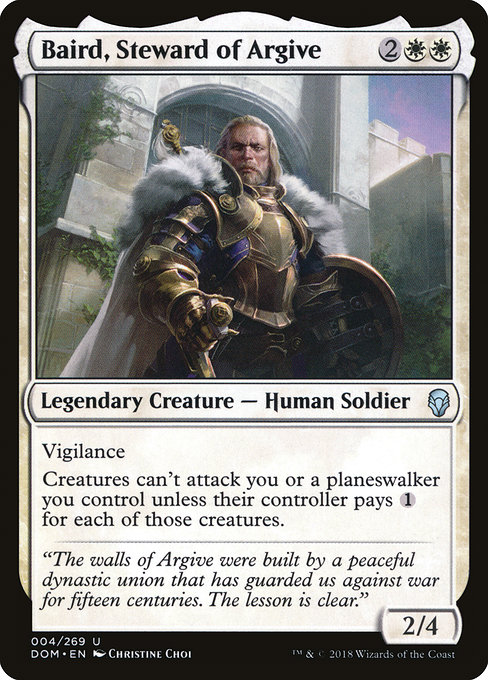 Baird, Steward of Argive 2
Legendary Creature — Human Soldier
Vigilance
Creatures can't attack you or a planeswalker
you control unless their controller pays 1
for each of those creatures.
"The walls of Argive were built by a peaceful
dynastic union that has guarded us against war
for fifteen centuries. The lesson is clear."
2/4
004/269 U
DOM • EN Christine Choi
™ & © 2018 Wizards of the Coast